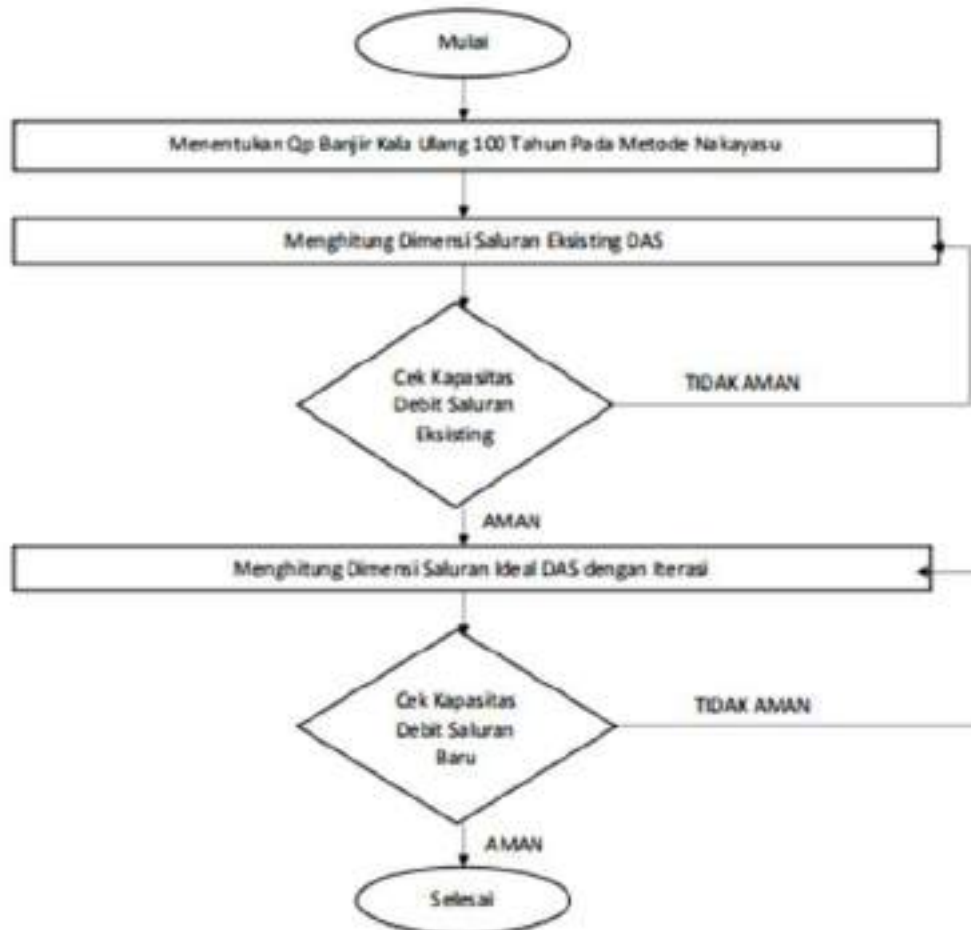 Mulai
Menentukan Qp Banjir Kala Ulang 100 Tahun Pada Metode Nakayasu
Menghitung Dimensi Saluran Eksisting DAS
Cek Kapasitas
Debit Saluran
Eksisting
TIDAK AMAN
AMAN
Menghitung Dimensi Saluran Ideal DAS dengan Iterasi
Cek Kapasitas
Debit Saluran
Baru
TIDAK AMAN
AMAN
Selesai